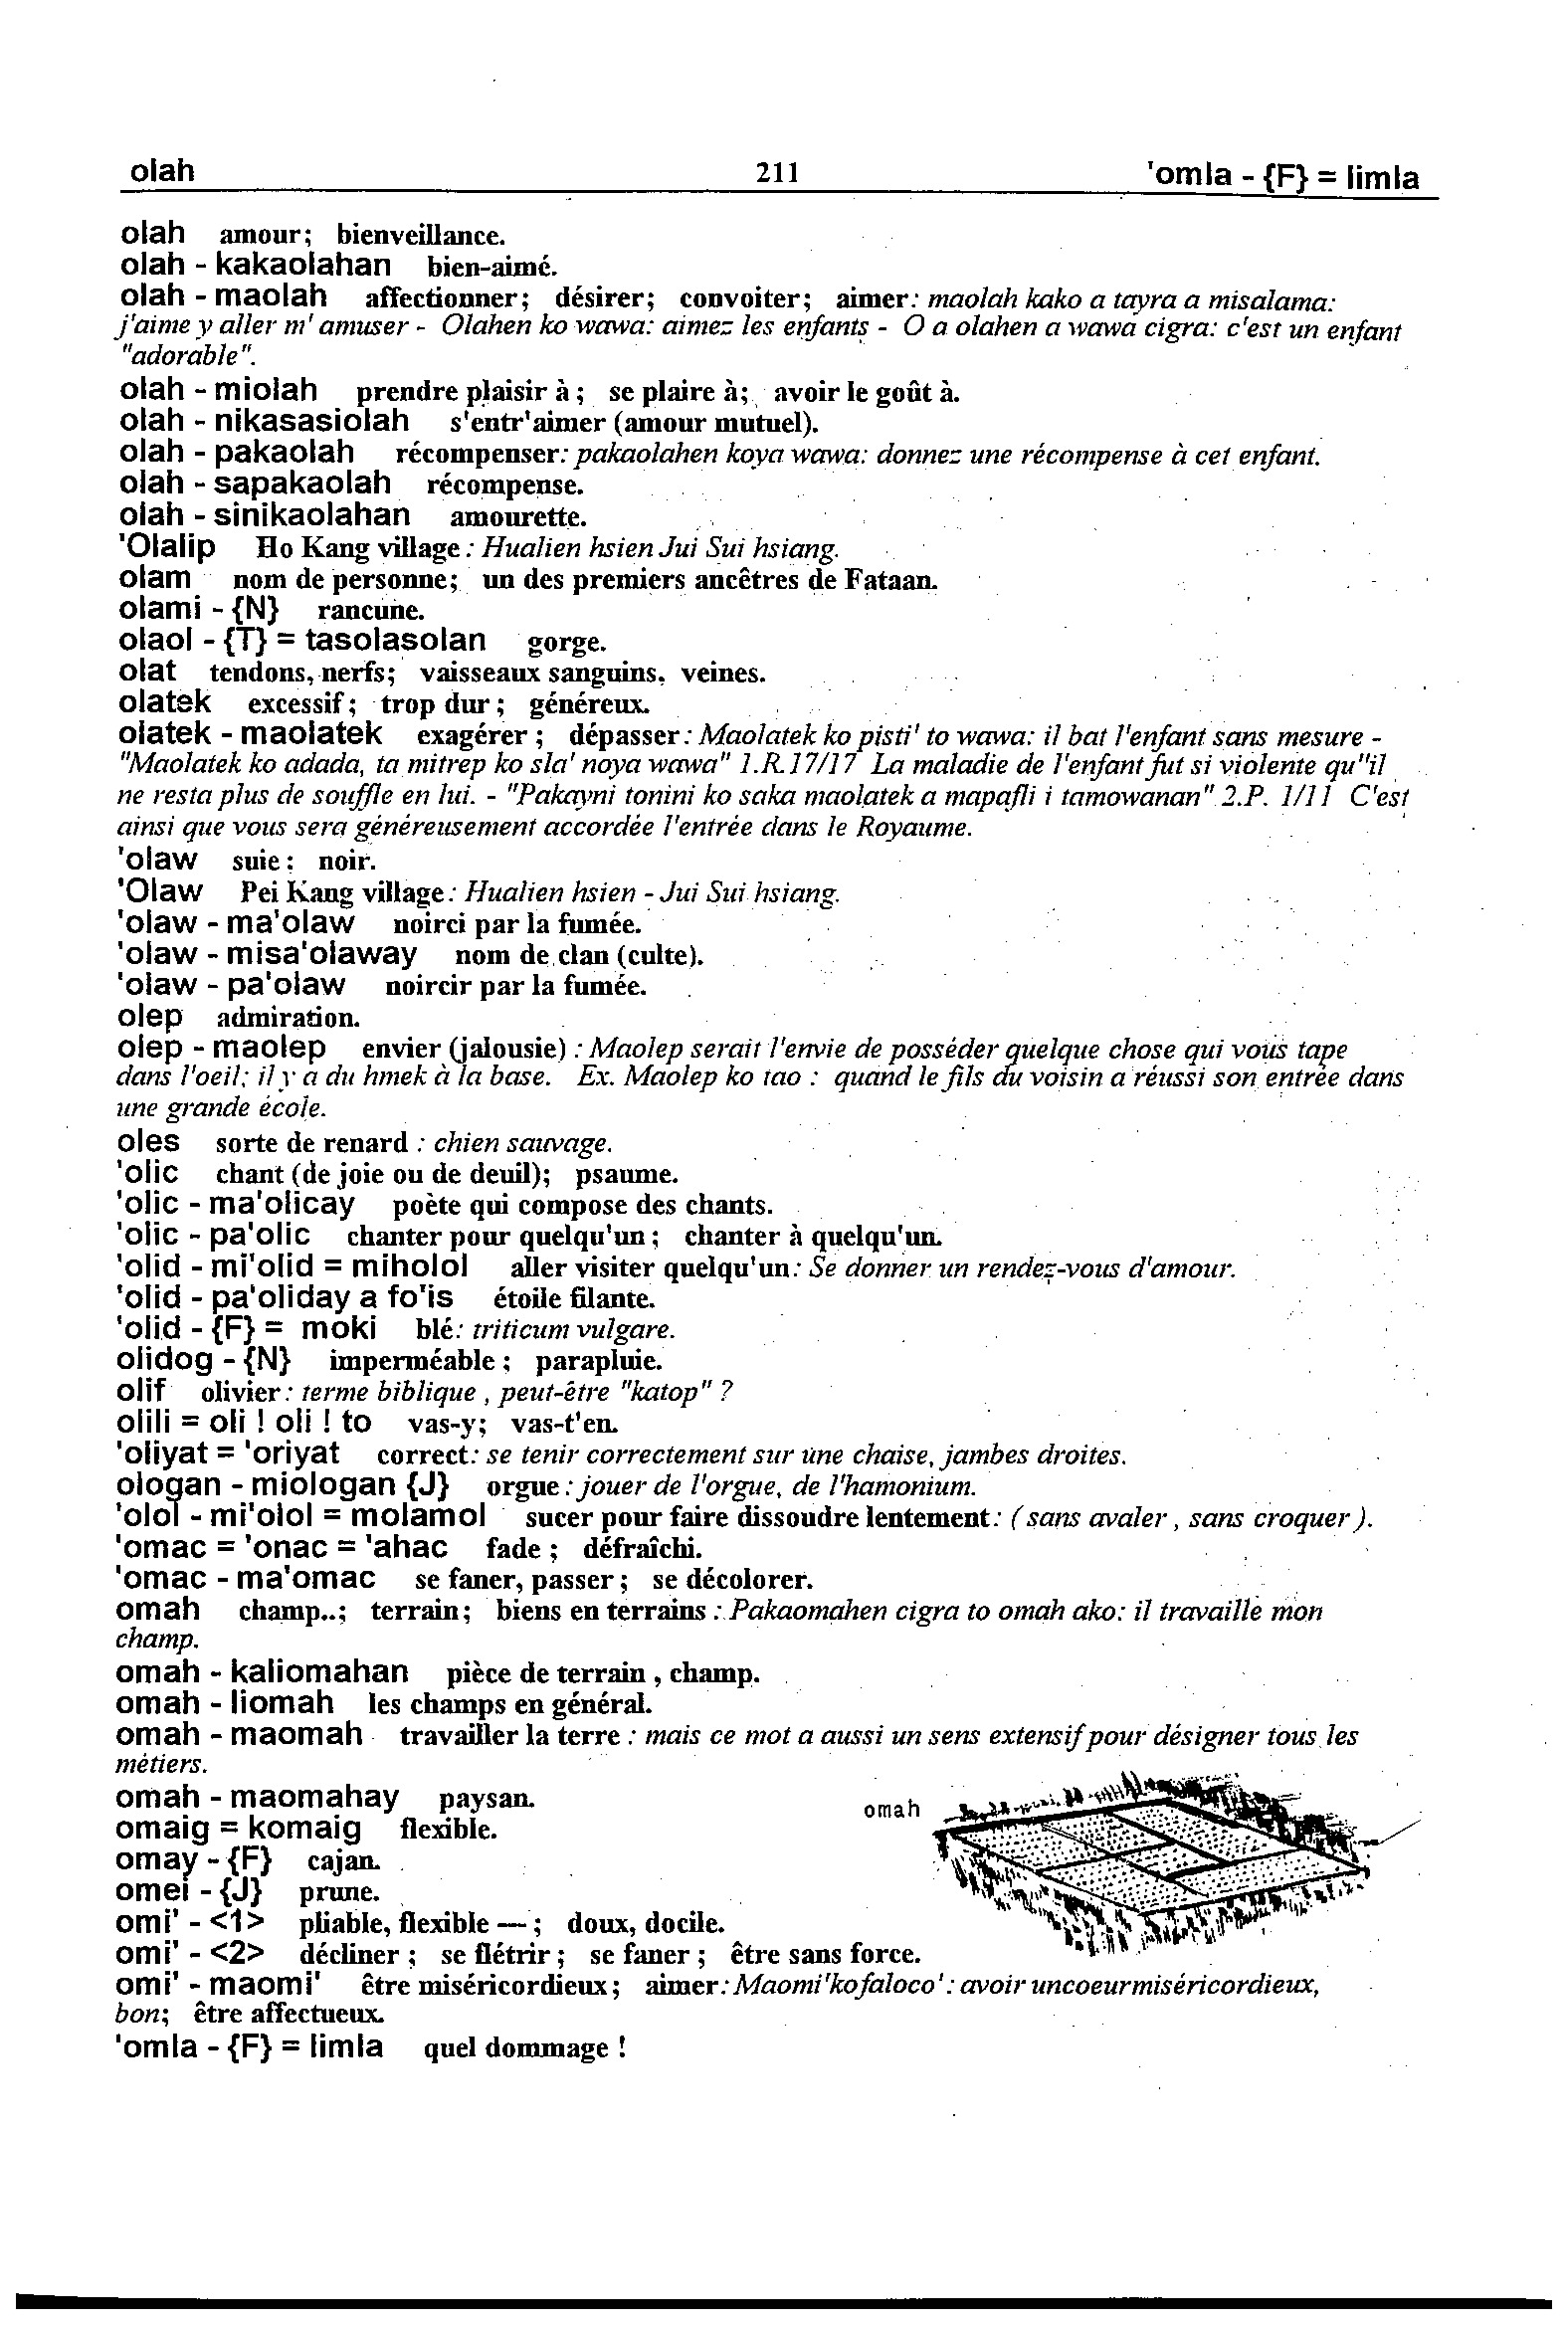 olah 211 'omla - {F} = limla
olah amour; bienveillance.
olah - kakaolahan bien-aimé.
olah - maolah affectionner; désirer; convoiter; aimer: maolah kako a tayra a misalama:
j'aime y aller m' amuser - Olahen ko wawa: aimez les enfants - O a olahen a wawa cigra: c'est un enfant
"adorable".
olah - miolah prendre plaisir à ; se plaire à; avoir le goût à.
olah - nikasasiolah s'entr'aimer (amour mutuel).
olah - pakaolah récompenser: pakaolahen koya wawa: donnez une récompense à cet enfant.
olah - sapakaolah récompense.
olah - sinikaolahan amourette.
'Olalip Ho Kang village : Hualien hsien Jui Sui hsiang.
olam nom de personne; un des premiers ancêtres de Fataan.
olami - {N} rancune.
olaol - {T} = tasolasolan gorge.
olat tendons, nerfs; vaisseaux sanguins, veines.
olatek excessif ; trop dur ; généreux.
olatek - maolatek exagérer ; dépasser : Maolatek ko pisti' to wawa: il bat l'enfant sans mesure -
"Maolatek ko adada, ta mitrep ko sla' noya wawa" 1.R.17/17 La maladie de l'enfant fut si violente qu''il
ne resta plus de souffle en lui. - "Pakayni tonini ko saka maolatek a mapafli i tamowanan" 2.P. 1/11 C'est
ainsi que vous sera généreusement accordée l'entrée dans le Royaume.
'olaw suie : noir.
'Olaw Pei Kang village : Hualien hsien - Jui Sui hsiang.
'olaw - ma'olaw noirci par la fumée.
'olaw - misa'olaway nom de clan (culte).
'olaw - pa'olaw noircir par la fumée.
olep admiration.
olep - maolep envier (jalousie) : Maolep serait l'envie de posséder quelque chose qui vous tape
dans l'oeil; il y a du hmek à la base. Ex. Maolep ko tao : quand le fils du voisin a réussi son entrée dans
une grande école.
oles sorte de renard : chien sauvage.
'olic chant (de joie ou de deuil); psaume.
'olic - ma'olicay poète qui compose des chants.
'olic - pa'olic chanter pour quelqu'un ; chanter à quelqu'un.
'olid - mi'olid = miholol aller visiter quelqu'un: Se donner un rendez-vous d'amour.
'olid - pa'oliday a fo'is étoile filante.
'olid - {F} = moki blé: triticum vulgare.
olidog - {N} imperméable ; parapluie.
olif olivier : terme biblique , peut-être "katop" ?
olili = oli ! oli ! to vas-y; vas-t'en.
'oliyat = 'oriyat correct: se tenir correctement sur une chaise, jambes droites.
ologan - miologan {J} orgue : jouer de l'orgue, de l'hamonium.
'olol - mi'olol = molamol sucer pour faire dissoudre lentement: ( sans avaler , sans croquer ).
'omac = 'onac = 'ahac fade ; défraîchi.
'omac - ma'omac se faner, passer ; se décolorer.
omah champ..; terrain; biens en terrains : Pakaomahen cigra to omah ako: il travaille mon
champ.
omah - kaliomahan pièce de terrain , champ.
omah - liomah les champs en général.
omah - maomah travailler la terre : mais ce mot a aussi un sens extensif pour désigner tous les
métiers.
omah - maomahay paysan.
omah
omaig = komaig flexible.
omay - {F} cajan.
omei - {J} prune.
omi' - <1> pliable, flexible — ; doux, docile.
omi' - <2> décliner ; se flétrir ; se faner ; être sans force.
omi' - maomi' être miséricordieux ; aimer : Maomi'kofaloco' : avoir uncoeurmiséricordieux,
bon; être affectueux.
'omla - {F} = limla quel dommage !